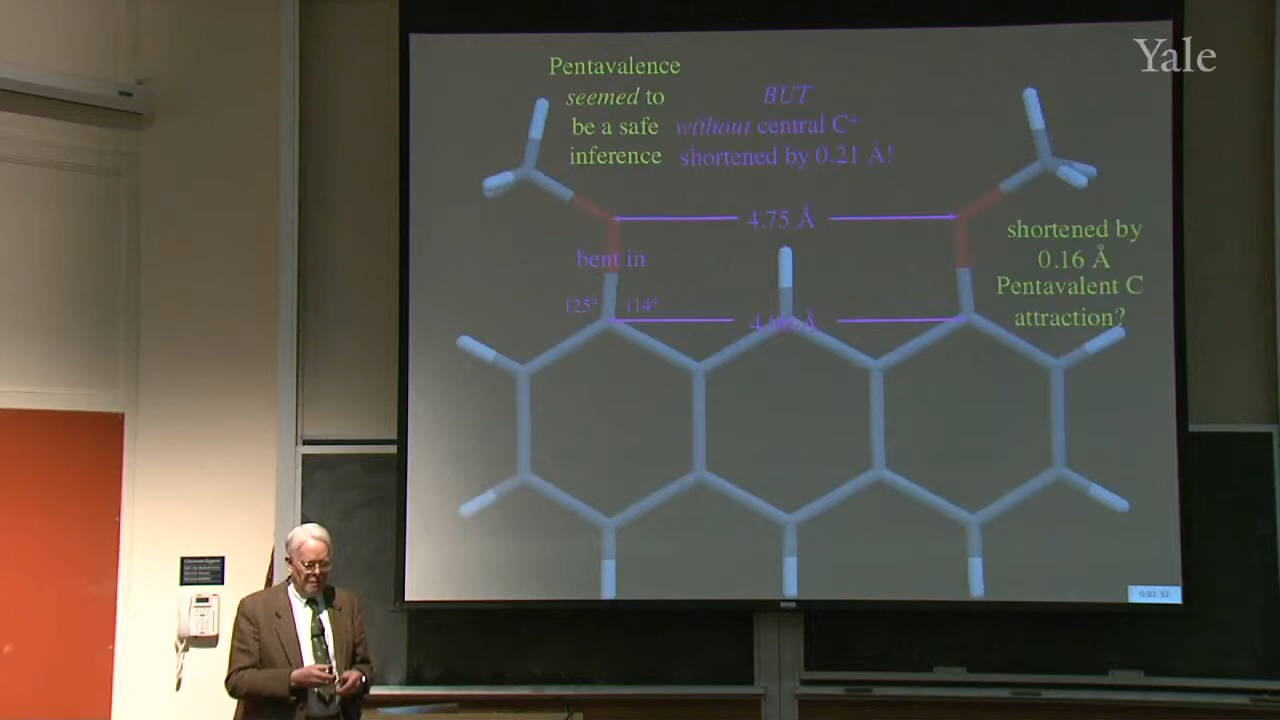 Yale
Pentavalence
seemed to
be a safe
inference
BUT
without central C+
shortened by 0.21 Å!
4.75 Å
shortened by
0.16 Å
Pentavalent C
attraction?
bent in
125° 114°
Å